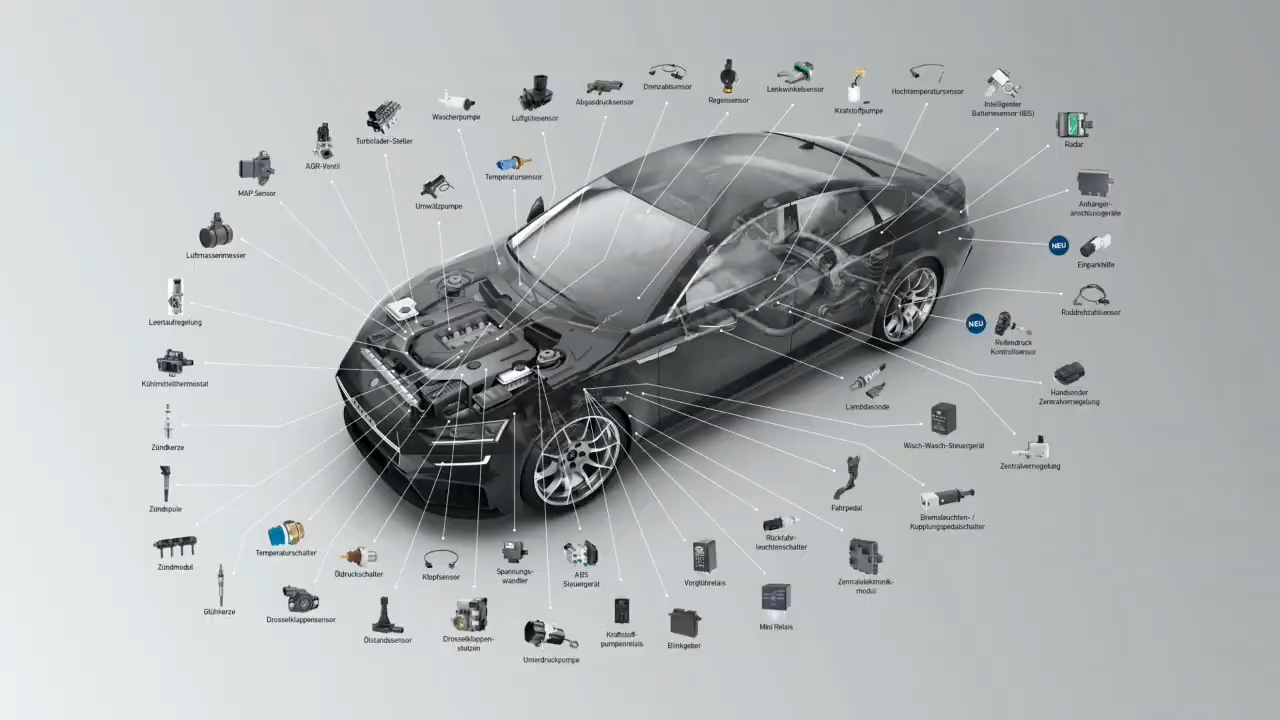 Drehzahlsensor
Regensensor
Lenkwinkelsensor
Krafstoffpumpe
Hochtemperatursensor
Intelligenter
Batteriesensor (IBS)
Abgasdrucksensor
Luftgütesensor
Wascherpumpe
Turbolader-Steller
AGR-Ventil
MAP Sensor
Temperatursensor
Umwälzpumpe
Radar
Anhänger-
anschlussgeräte
NEU
Einparkhilfe
Luftmassenmesser
Leerlaufregelung
Raddrehzahlsensor
NEU
Reifendruck
Kontrollsensor
Kühlmittelthermostat
Handsender
Zentralverriegelung
Lambdasonde
Zündkerze
Wisch-Wasch-Steuergerät
Zentralverriegelung
Zündspule
Fahrpedal
Bremsleuchten- /
Kupplungspedalschalter
Zündmodul
Temperaturschalter
Öldruckschalter
Klopfsensor
Spannungs-
wandler
ABS
Steuergerät
Vorglührelais
Rückfahr-
leuchtenschalter
Zentralelektronik-
modul
Glühkerze
Drosselklappensensor
Ölstandssensor
Drosselklappen-
stutzen
Unterdruckpumpe
Kraftstoff-
pumpenrelais
Blinkgeber
Mini Relais